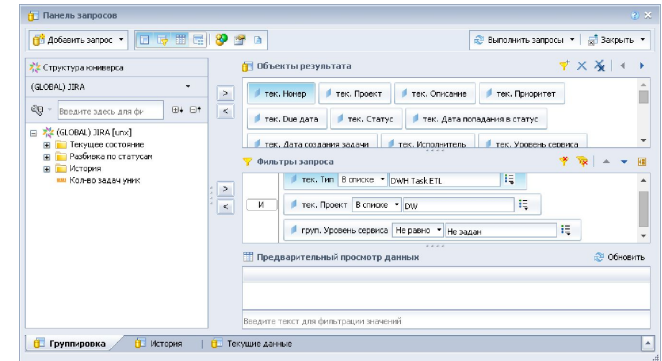 Панель запросов
Добавить запрос
Выполнить запросы
Закрыть
Структура юниверса
(GLOBAL) JIRA
Введите здесь для фи
(GLOBAL) JIRA [unx]
Текущее состояние
Разбивка по статусам
История
Кол-во задач уник
Объекты результата
тек. Номер тек. Проект тек. Описание тек. Приоритет
тек. Due дата тек. Статус тек. Дата попадания в статус
тек. Дата создания задачи тек. Исполнитель тек. Уровень сервиса
Фильтры запроса
И
тек. Тип В списке DWH Task ETL
тек. Проект В списке DW
груп. Уровень сервиса Не равно Не задан
Предварительный просмотр данных
Обновить
Введите текст для фильтрации значений
Группировка История Текущие данные